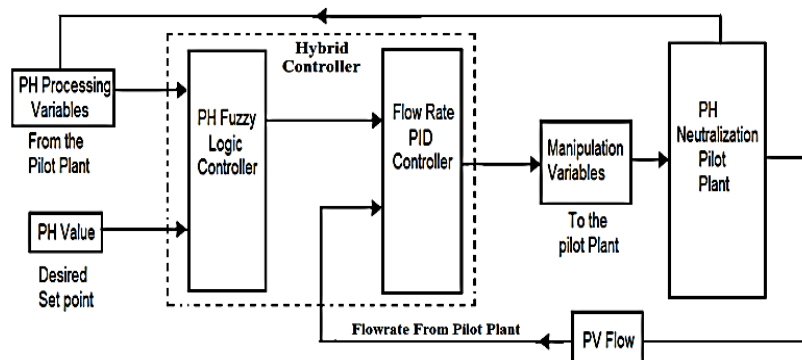 Hybrid
Controller
PH Processing
Variables
From the
Pilot Plant
PH Value
Desired
Set point
PH Fuzzy
Logic
Controller
Flow Rate
PID
Controller
Manipulation
Variables
To the
pilot Plant
PH
Neutralization
Pilot
Plant
Flowrate From Pilot Plant
PV Flow